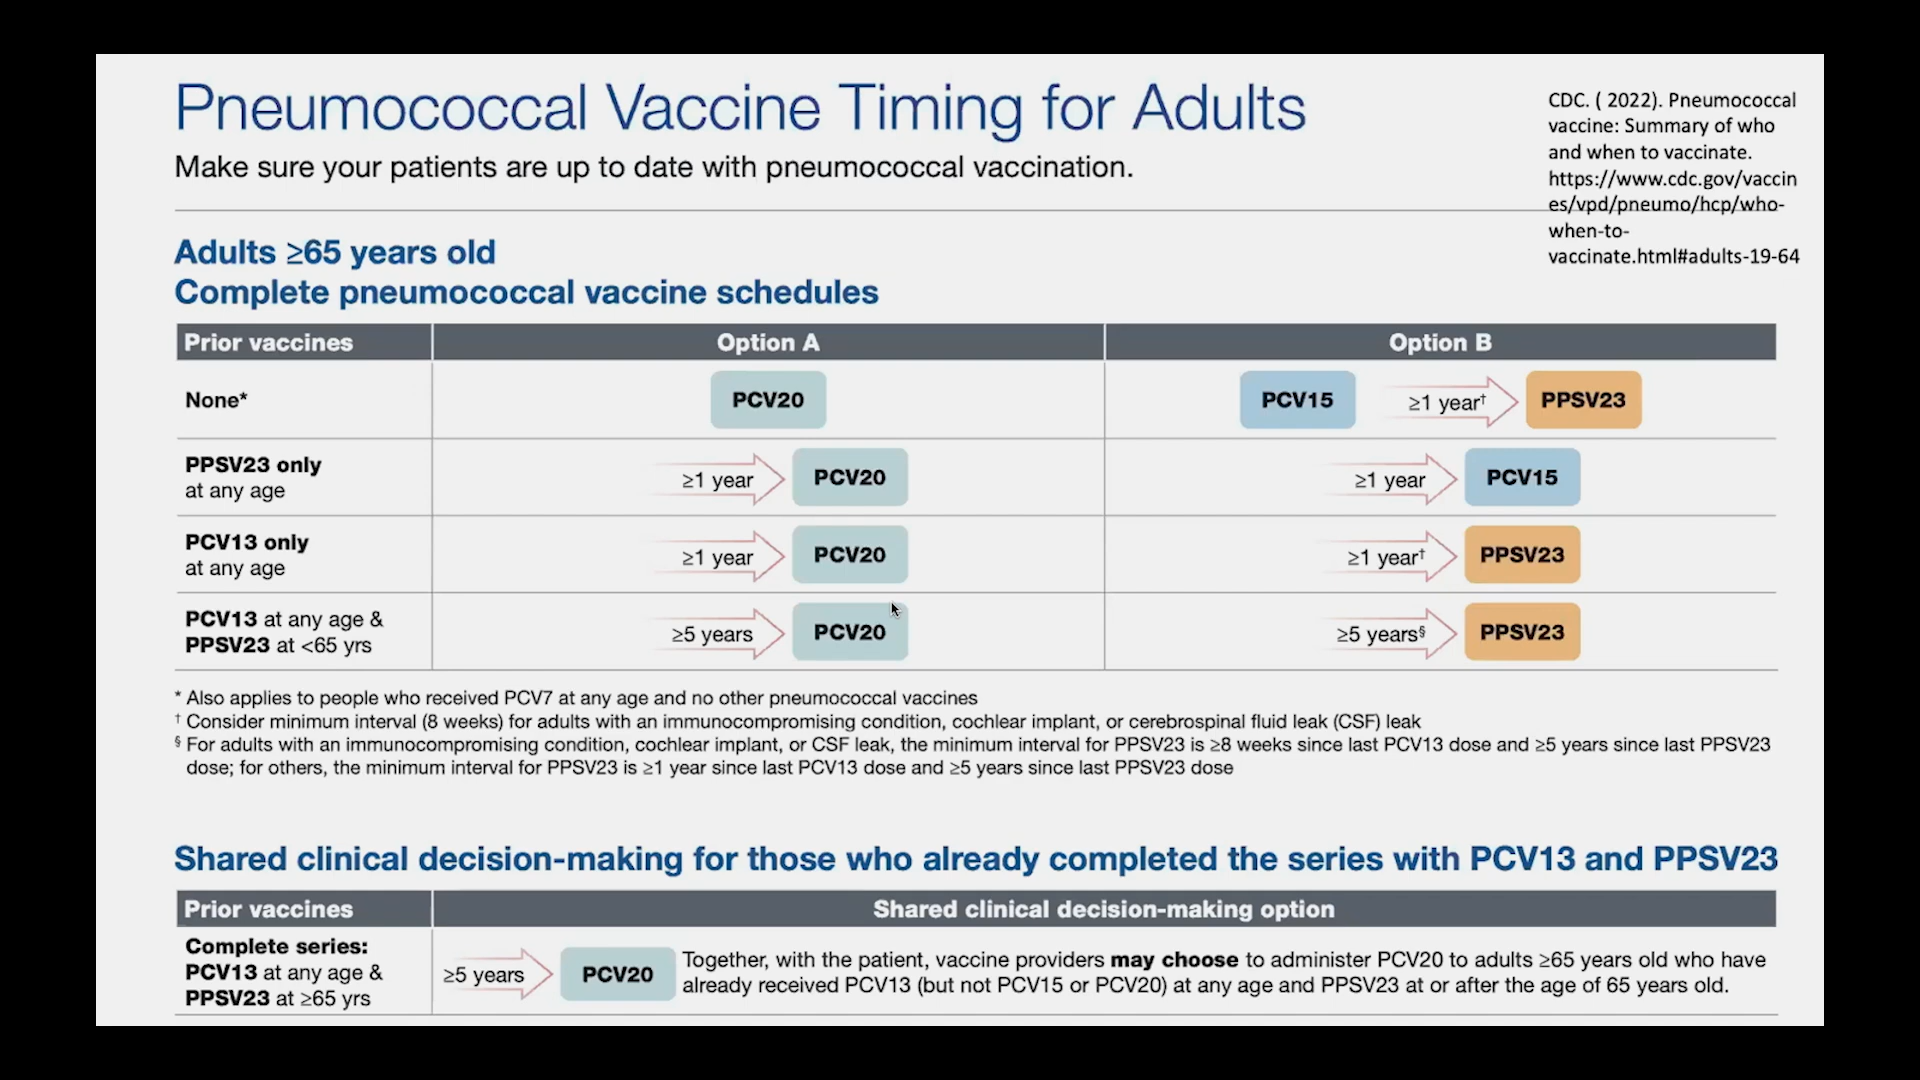 Pneumococcal Vaccine Timing for Adults
Make sure your patients are up to date with pneumococcal vaccination.
CDC. ( 2022). Pneumococcal
vaccine: Summary of who
and when to vaccinate.
https://www.cdc.gov/vaccin
es/vpd/pneumo/hcp/who-
when-to-
vaccinate.html#adults-19-64
Adults ≥65 years old
Complete pneumococcal vaccine schedules
Prior vaccines Option A Option B
None* PCV20 PCV15 ≥1 year† PPSV23
PPSV23 only
at any age
≥1 year PCV20 ≥1 year PCV15
PCV13 only
at any age
≥1 year PCV20 ≥1 year† PPSV23
PCV13 at any age &
PPSV23 at <65 yrs
≥5 years PCV20 ≥5 years§ PPSV23
* Also applies to people who received PCV7 at any age and no other pneumococcal vaccines
† Consider minimum interval (8 weeks) for adults with an immunocompromising condition, cochlear implant, or cerebrospinal fluid leak (CSF) leak
§ For adults with an immunocompromising condition, cochlear implant, or CSF leak, the minimum interval for PPSV23 is ≥8 weeks since last PCV13 dose and ≥5 years since last PPSV23
dose; for others, the minimum interval for PPSV23 is ≥1 year since last PCV13 dose and ≥5 years since last PPSV23 dose
Shared clinical decision-making for those who already completed the series with PCV13 and PPSV23
Prior vaccines Shared clinical decision-making option
Complete series:
PCV13 at any age &
PPSV23 at ≥65 yrs
≥5 years PCV20
Together, with the patient, vaccine providers may choose to administer PCV20 to adults ≥65 years old who have
already received PCV13 (but not PCV15 or PCV20) at any age and PPSV23 at or after the age of 65 years old.